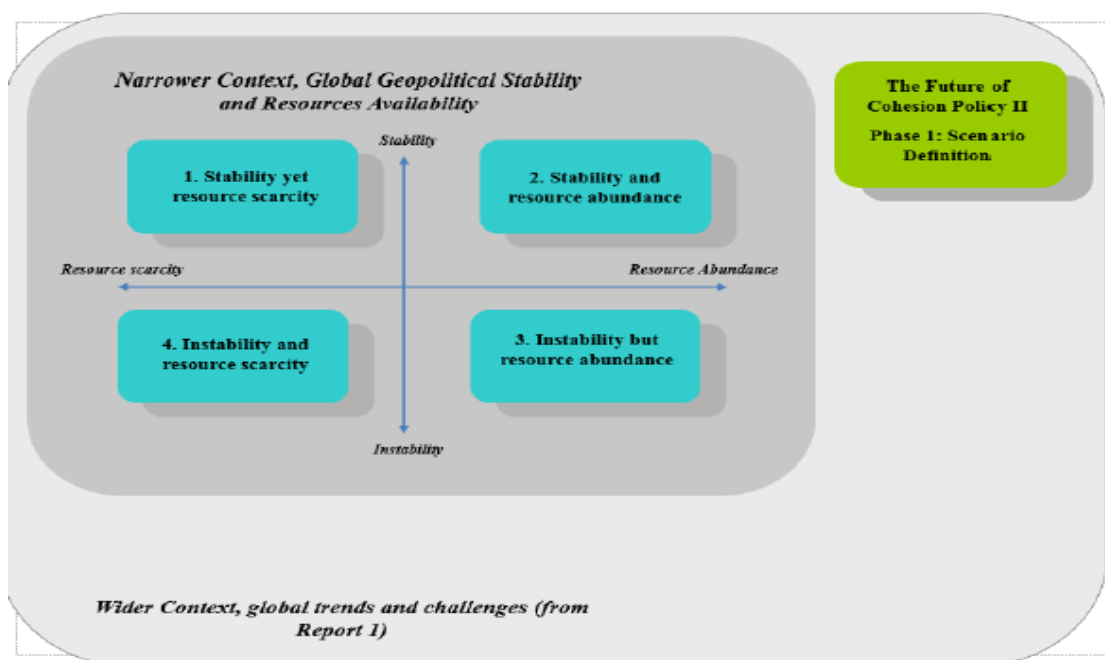 Narrower Context, Global Geopolitical Stability
and Resources Availability
The Future of
Cohesion Policy II
Phase 1: Scenario
Definition
Stability
1. Stability yet
resource scarcity
2. Stability and
resource abundance
Resource scarcity
Resource Abundance
4. Instability and
resource scarcity
3. Instability but
resource abundance
Instability
Wider Context, global trends and challenges (from
Report 1)